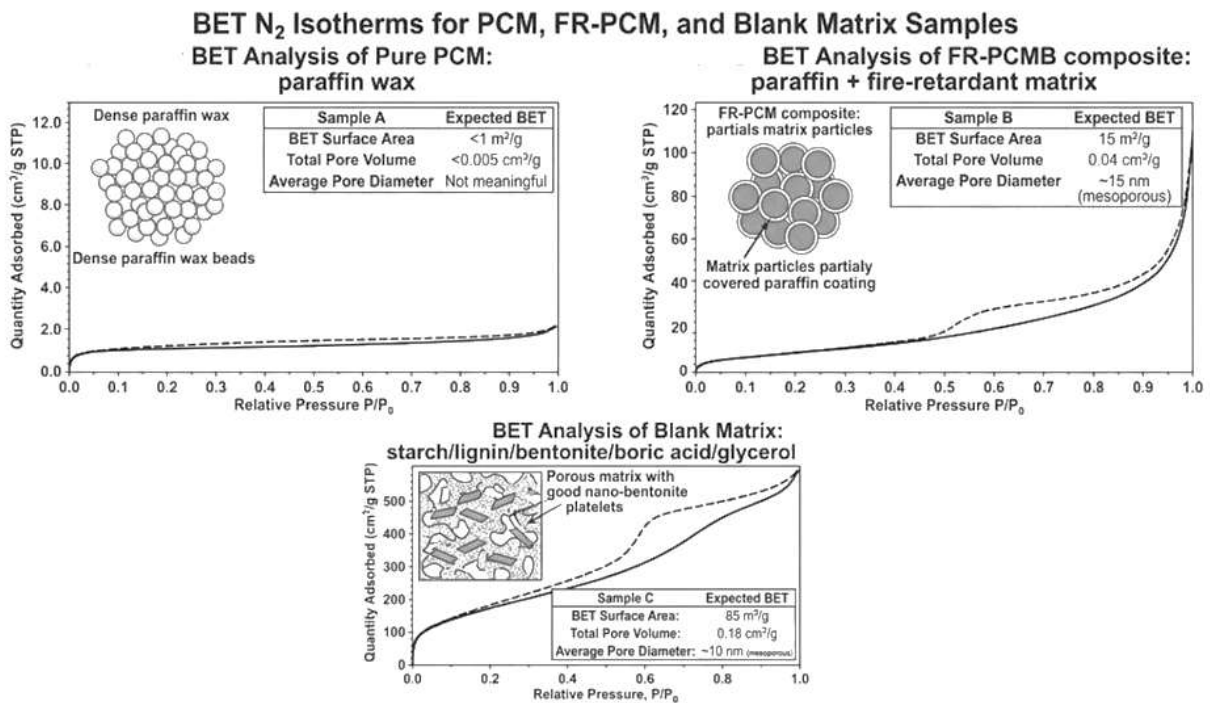 BET N₂ Isotherms for PCM, FR-PCM, and Blank Matrix Samples
BET Analysis of Pure PCM:
paraffin wax
Quantity Adsorbed (cm³/g STP)
12.0
10.0
8.0
6.0
4.0
2.0
0.0
Dense paraffin wax
Dense paraffin wax beads
Sample A Expected BET
BET Surface Area <1 m²/g
Total Pore Volume <0.005 cm³/g
Average Pore Diameter Not meaningful
0.0 0.1 0.2 0.3 0.4 0.5 0.6 0.7 0.8 0.9 1.0
Relative Pressure P/P₀
BET Analysis of FR-PCMB composite:
paraffin + fire-retardant matrix
Quantity Adsorbed (cm³/g STP)
120
100
80
60
40
20
0
FR-PCM composite:
partials matrix particles
Matrix particles partialy
covered paraffin coating
Sample B Expected BET
BET Surface Area 15 m²/g
Total Pore Volume 0.04 cm³/g
Average Pore Diameter ~15 nm
(mesoporous)
0.0 0.1 0.2 0.3 0.4 0.5 0.6 0.7 0.8 0.9 1.0
Relative Pressure P/P₀
BET Analysis of Blank Matrix:
starch/lignin/bentonite/boric acid/glycerol
Quantity Adsorbed (cm³/g STP)
500
400
300
200
100
0
Porous matrix with
good nano-bentonite
platelets
Sample C Expected BET
BET Surface Area: 85 m²/g
Total Pore Volume: 0.18 cm³/g
Average Pore Diameter: ~10 nm (mesoporous)
0.0 0.2 0.4 0.6 0.8 1.0
Relative Pressure, P/P₀